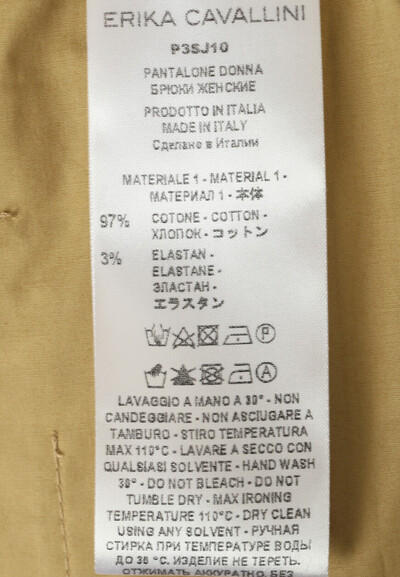 ERIKA CAVALLINI
P3SJ10
PANTALONE DONNA
БРЮКИ ЖЕНСКИЕ
PRODOTTO IN ITALIA
MADE IN ITALY
Сделано в Италии
MATERIALE 1 - MATERIAL 1 -
МАТЕРИАЛ 1 - 本体
97% COTONE - COTTON -
ХЛОПОК - コットン
3% ELASTAN -
ELASTANE -
ЭЛАСТАН -
エラスタン
P
A
LAVAGGIO A MANO A 30° - NON
CANDEGGIARE - NON ASCIUGARE A
TAMBURO - STIRO TEMPERATURA
MAX 110°C - LAVARE A SECCO CON
QUALSIASI SOLVENTE - HAND WASH
30° - DO NOT BLEACH - DO NOT
TUMBLE DRY - MAX IRONING
TEMPERATURE 110°C - DRY CLEAN
USING ANY SOLVENT - РУЧНАЯ
СТИРКА ПРИ ТЕМПЕРАТУРЕ ВОДЫ
ДО 30 °C. ИЗДЕЛИЕ НЕ ТЕРЕТЬ.
ОТЖИМАТЬ АККУРАТНО БЕЗ